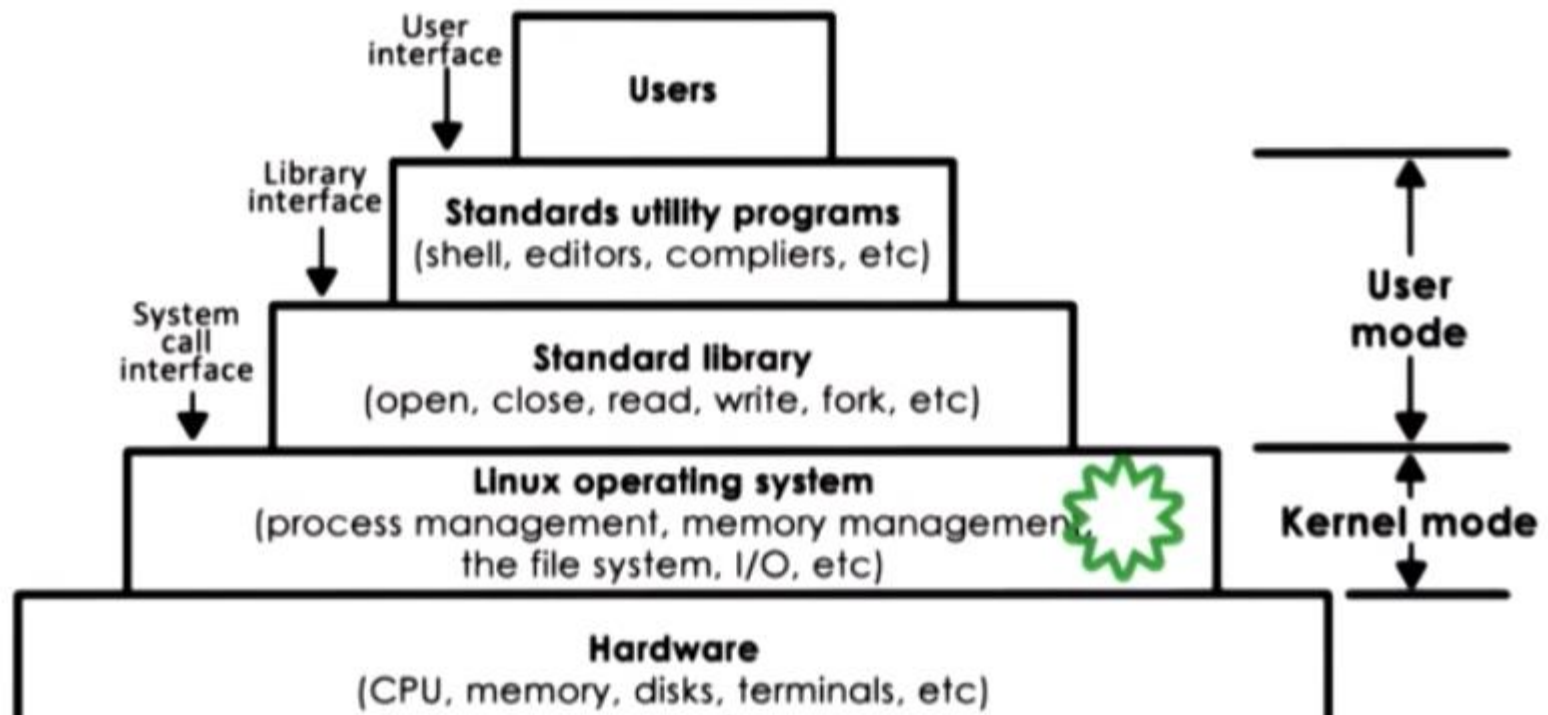 User
interface
Users
Library
interface
Standards utility programs
(shell, editors, compliers, etc)
User
mode
System
call
interface
Standard library
(open, close, read, write, fork, etc)
Linux operating system
(process management, memory management,
the file system, I/O, etc)
Kernel mode
Hardware
(CPU, memory, disks, terminals, etc)